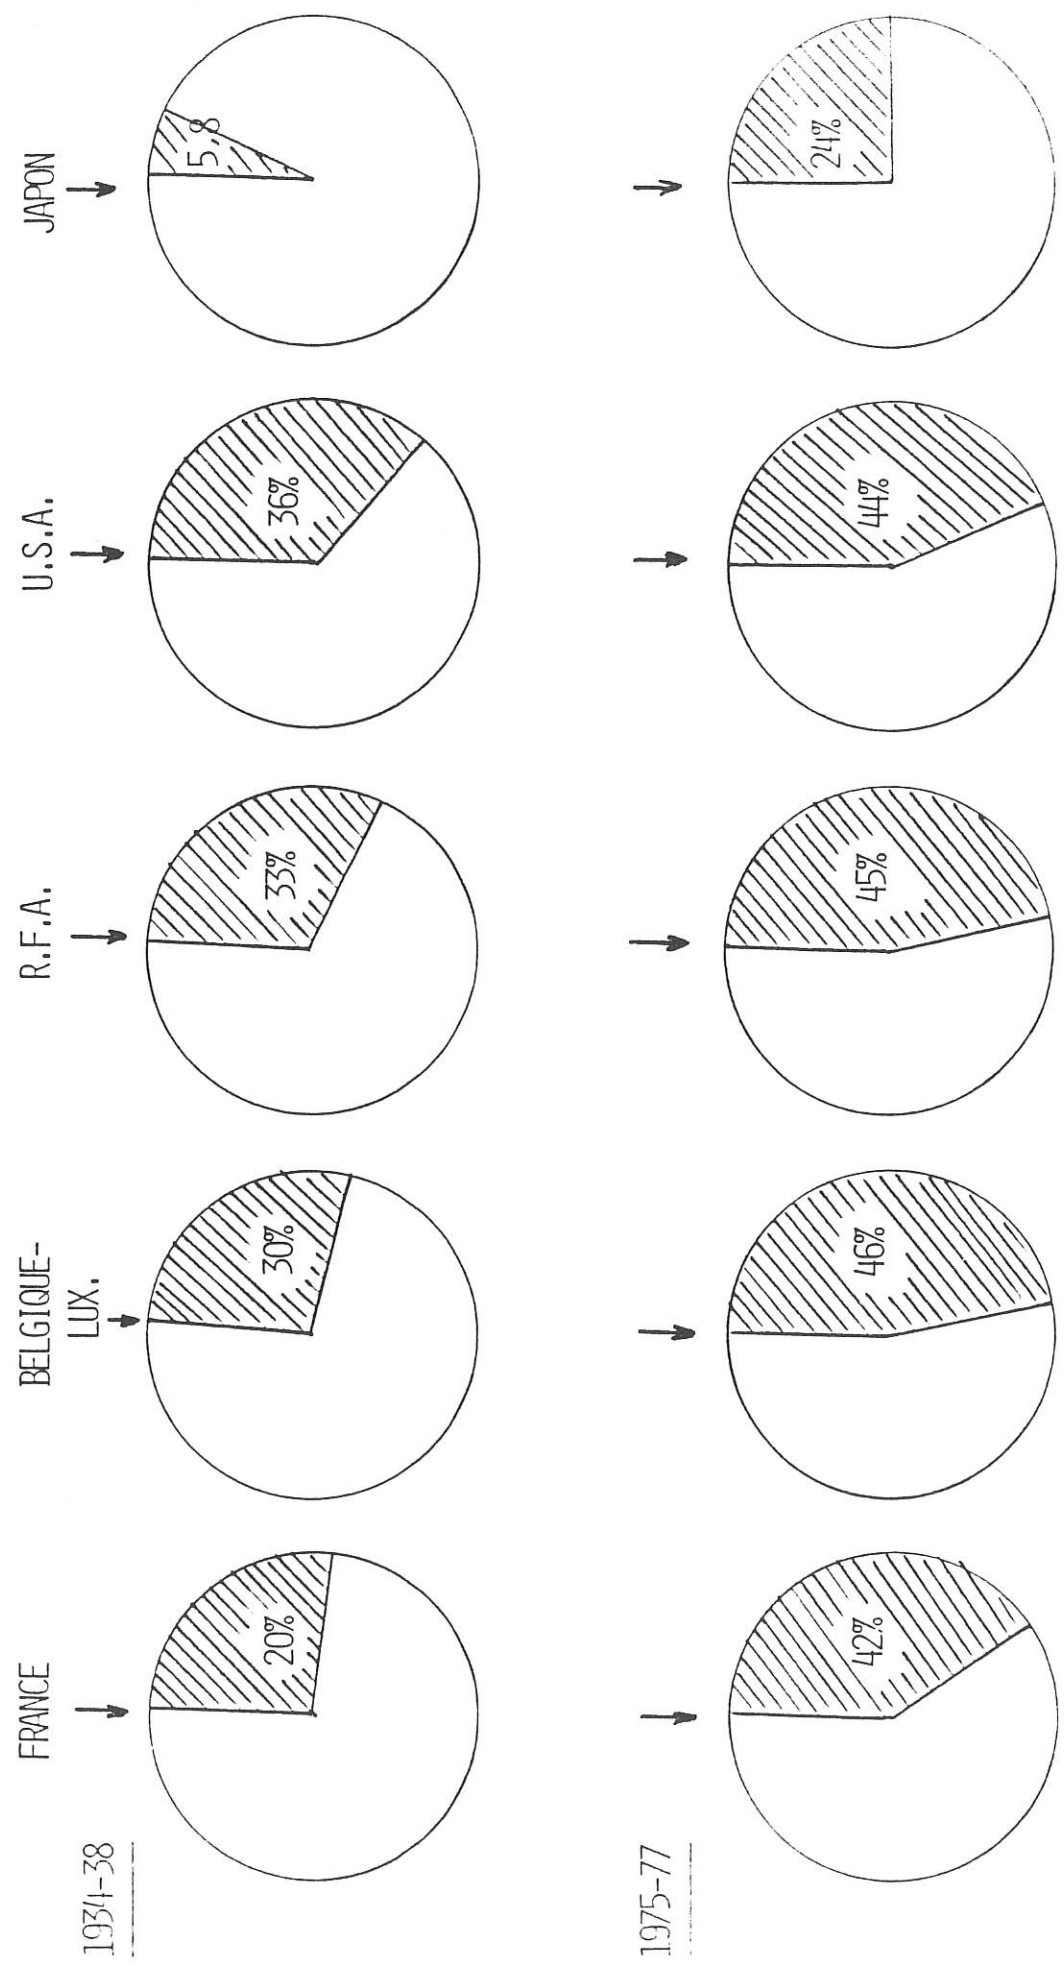 FRANCE
BELGIQUE-
LUX.
R.F.A.
U.S.A.
JAPON
1934-38
20%
30%
33%
36%
5,8
1975-77
42%
46%
45%
44%
24%